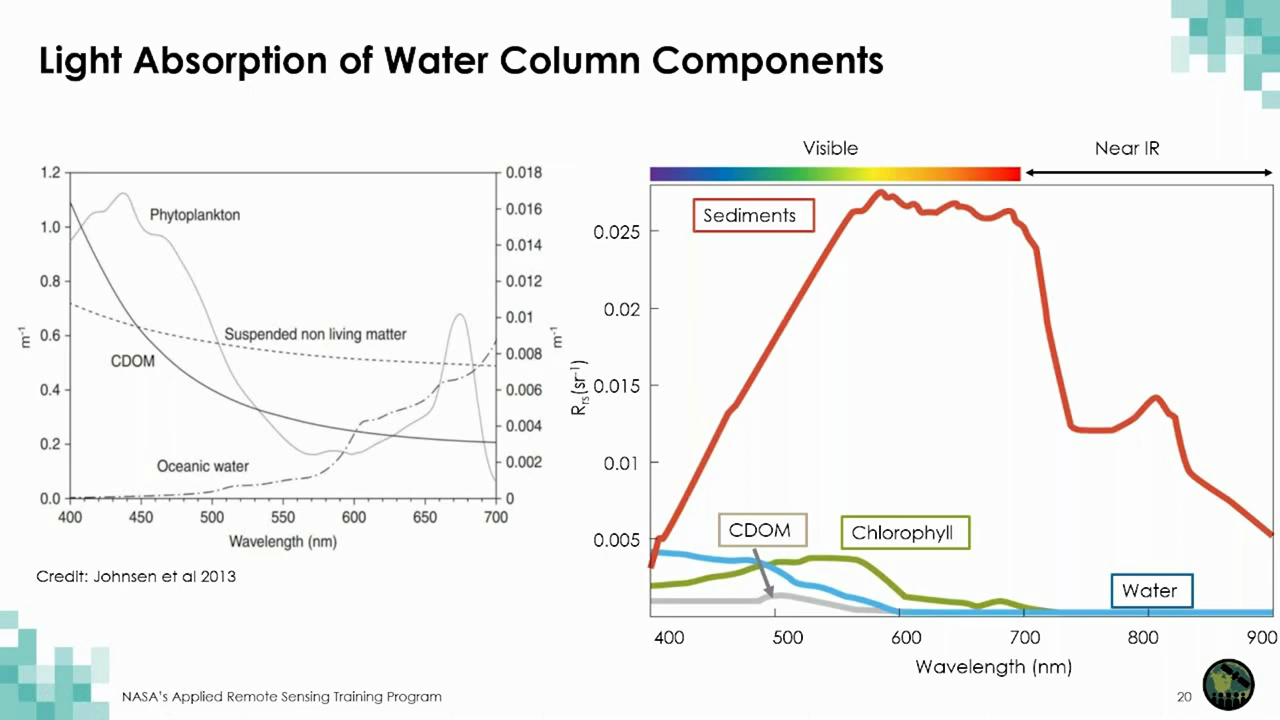 Light Absorption of Water Column Components
1.2
1.0
0.8
0.6
0.4
0.2
0.0
m⁻¹
Phytoplankton
Suspended non living matter
CDOM
Oceanic water
0.018
0.016
0.014
0.012
0.01
0.008
0.006
0.004
0.002
0
m⁻¹
400 450 500 550 600 650 700
Wavelength (nm)
Credit: Johnsen et al 2013
Visible
Near IR
Sediments
0.025
0.02
0.015
0.01
0.005
Rrs(sr⁻¹)
CDOM
Chlorophyll
Water
400 500 600 700 800 900
Wavelength (nm)
NASA's Applied Remote Sensing Training Program
20